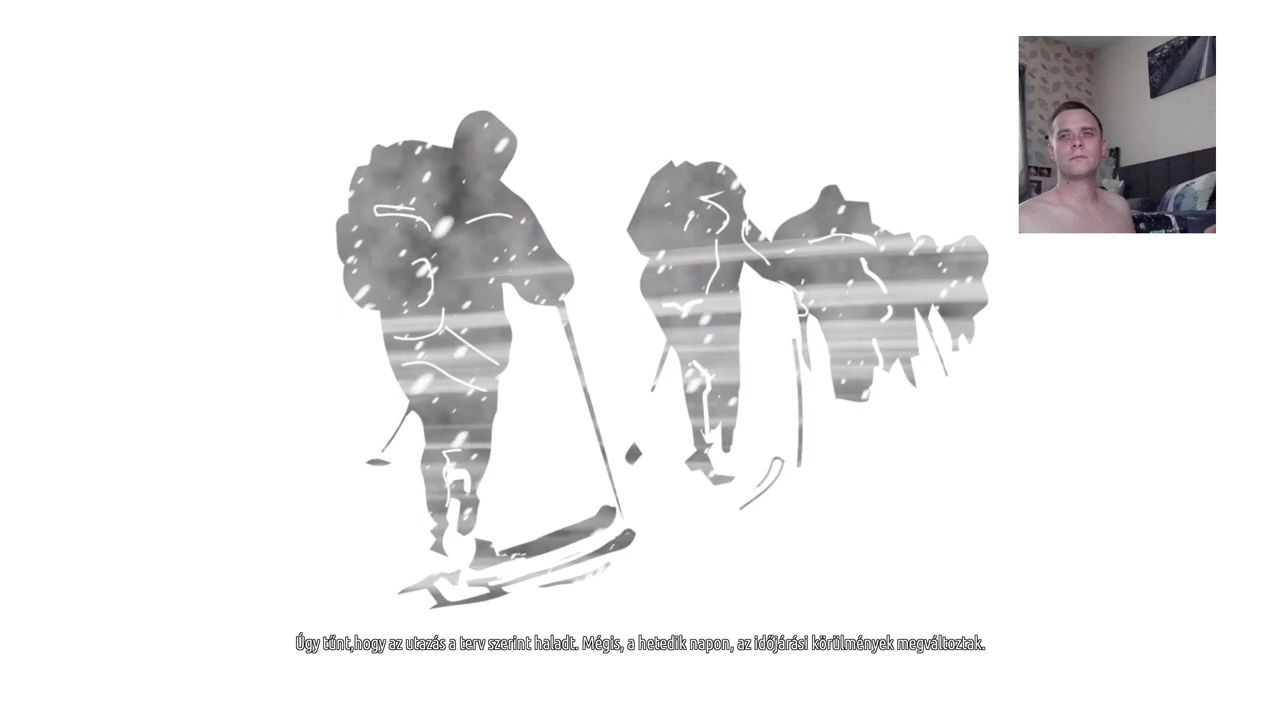 Úgy tűnt,hogy az utazás a terv szerint haladt. Mégis, a hetedik napon, az időjárási körülmények megváltoztak.